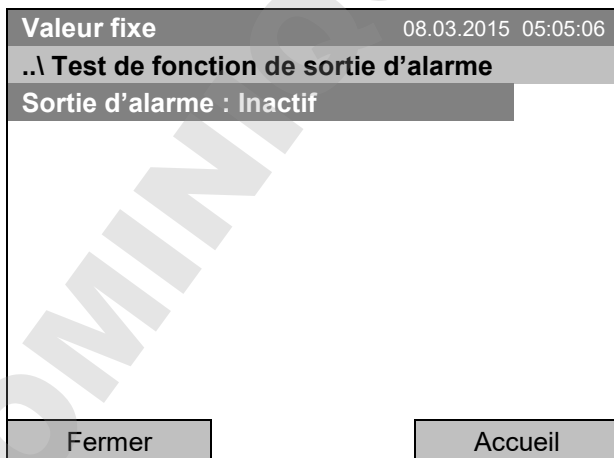 Valeur fixe 08.03.2015 05:05:06
..\ Test de fonction de sortie d’alarme
Sortie d’alarme : Inactif
Fermer Accueil